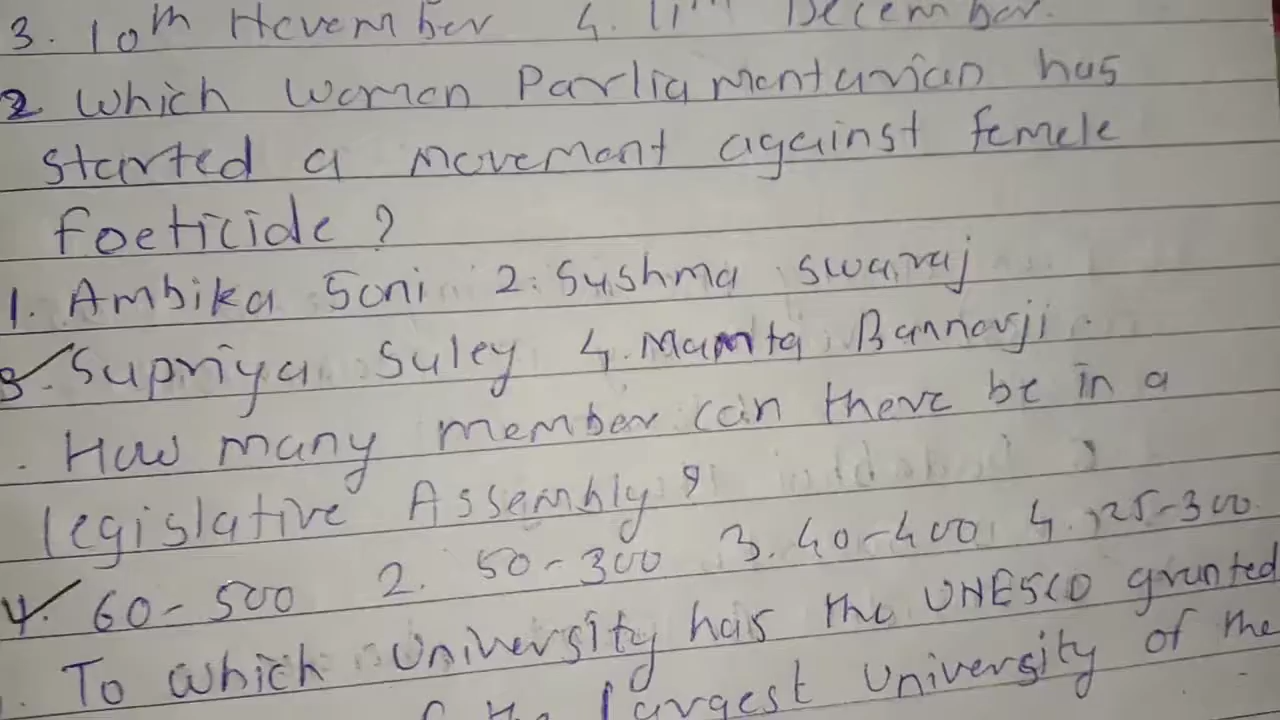 3. 10th Hovember 4. 11th December.
2. Which Women Parliamentarian has
started a movement against female
foeticide ?
1. Ambika Soni 2. Sushma swaraj
3. Supriya Suley 4. Mamta Bannarji.
. How many member can there be in a
legislative Assembly ?
1. 60-500 2. 50-300 3. 40-400 4. 125-300
. To which University has the UNESCO granted
the largest University of the